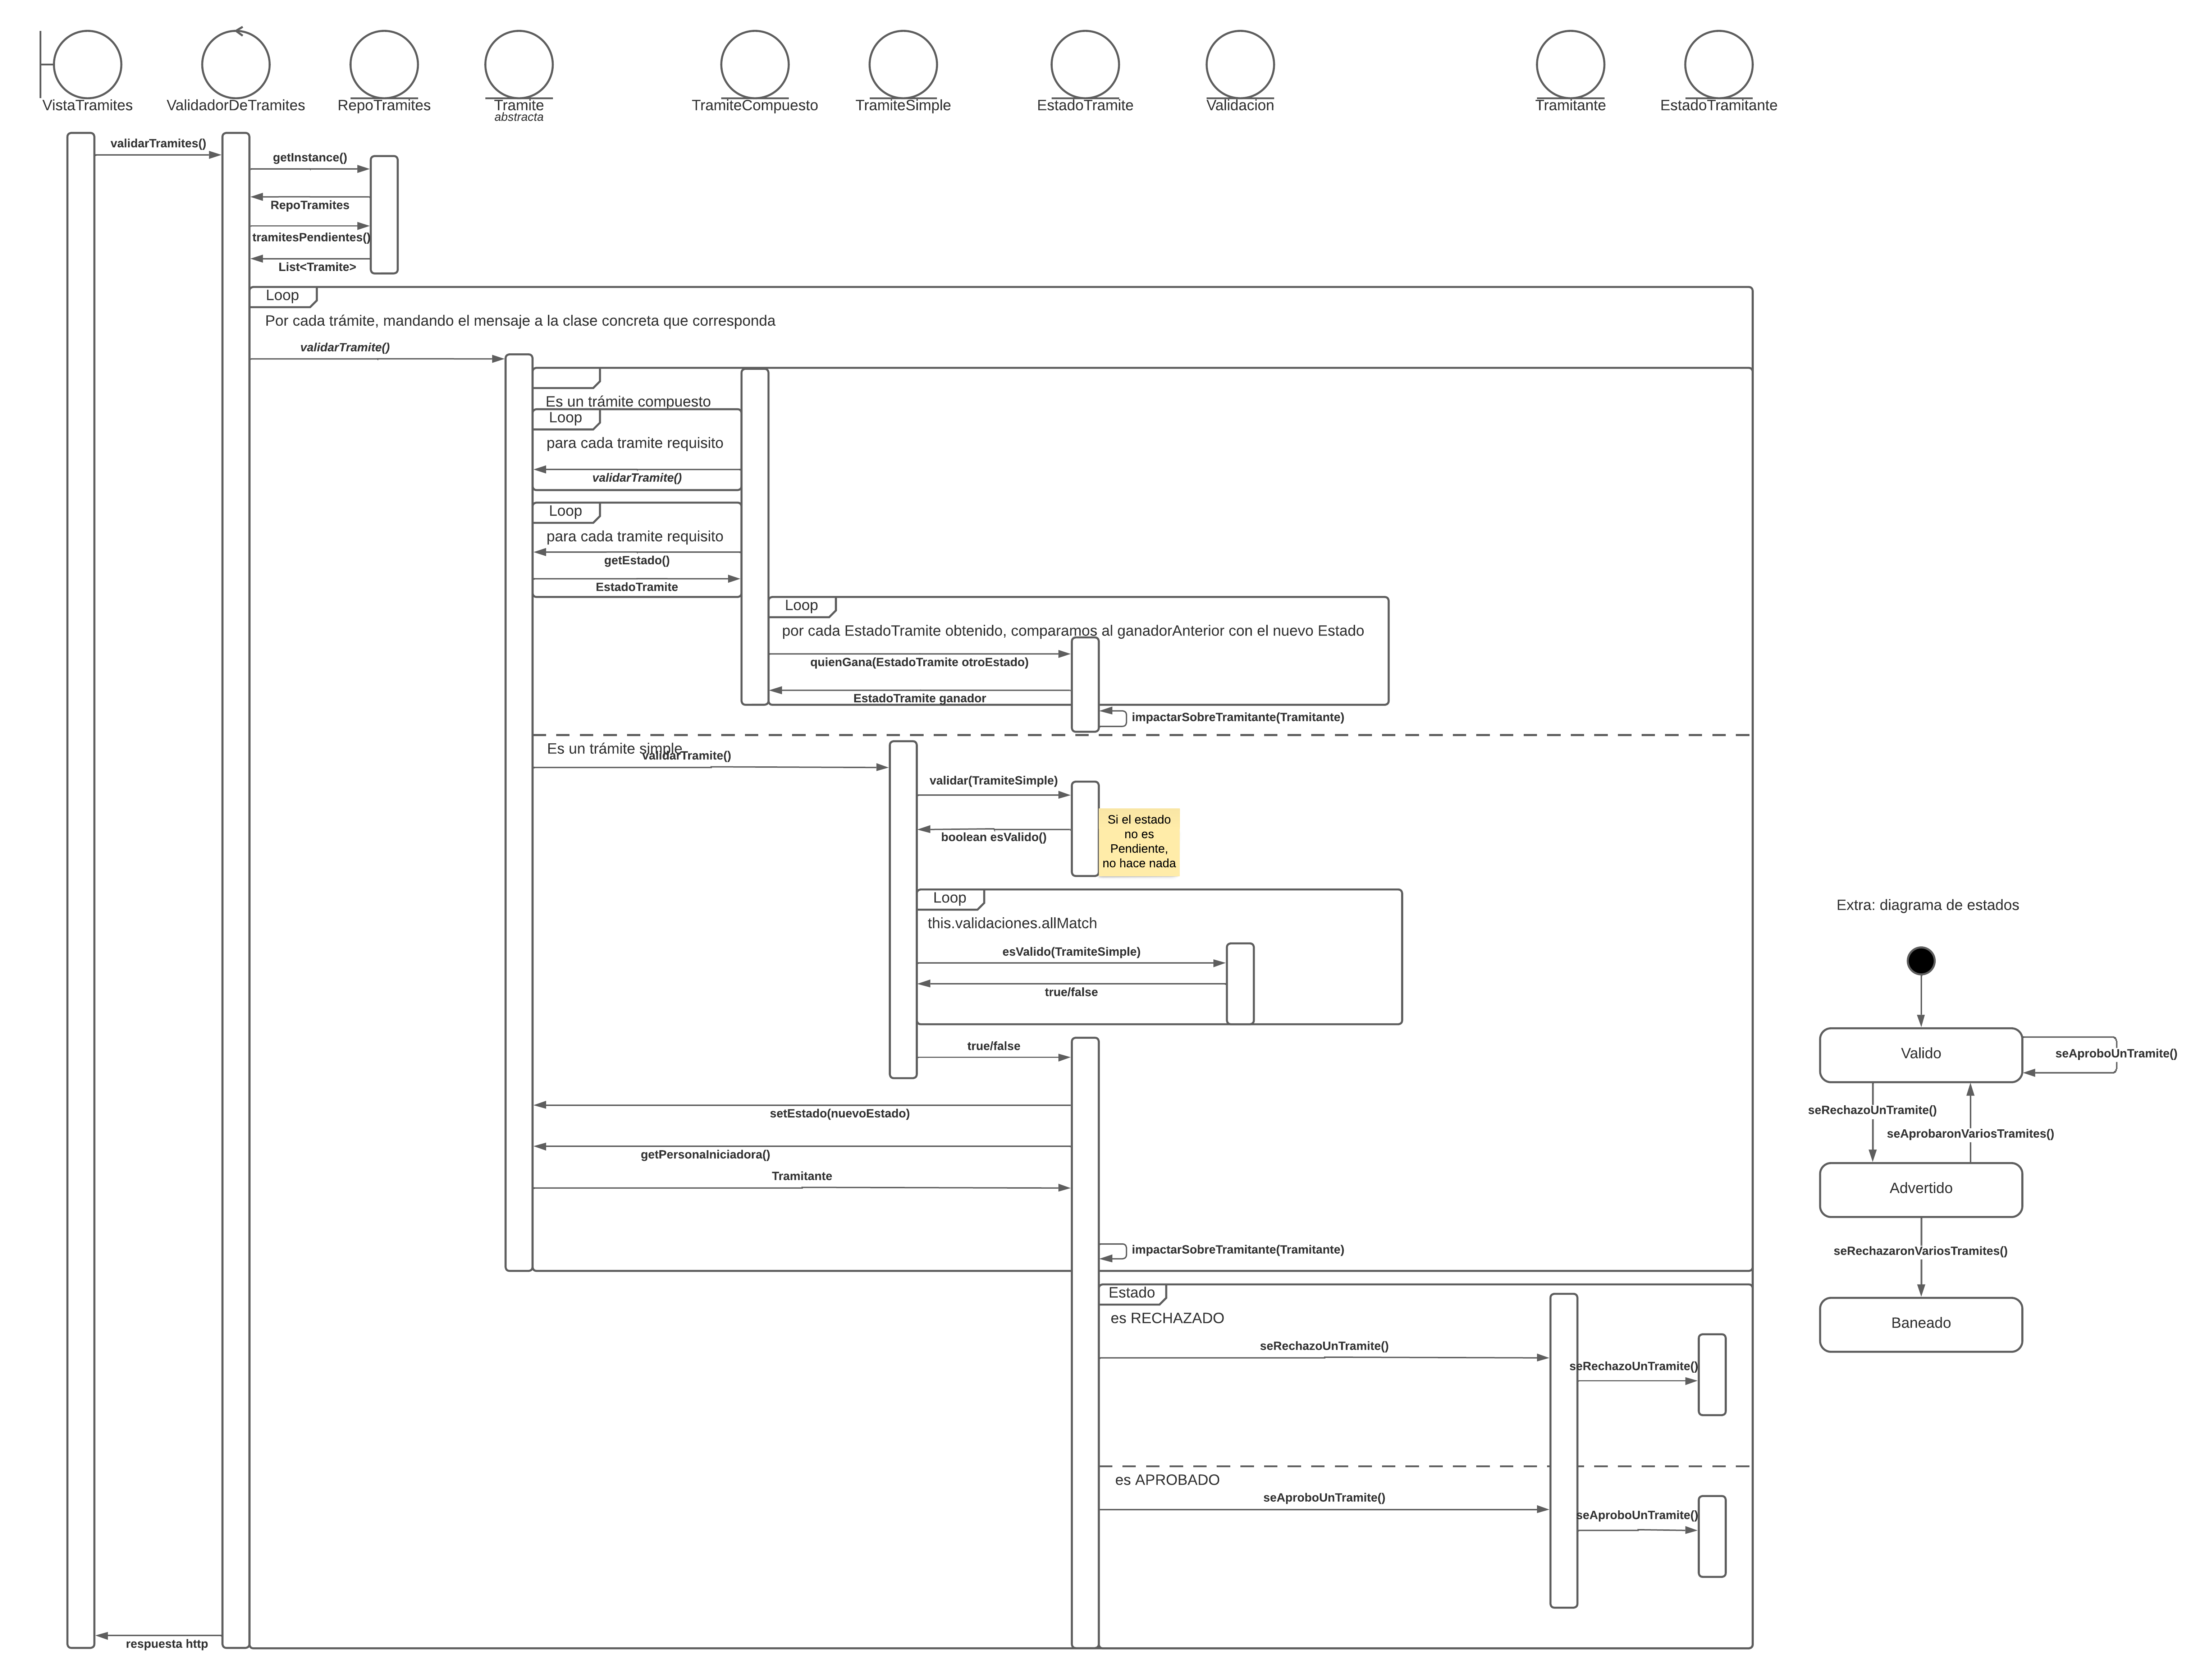 VistaTramites
ValidadorDeTramites
RepoTramites
Tramite
abstracta
TramiteCompuesto
TramiteSimple
EstadoTramite
Validacion
Tramitante
EstadoTramitante
validarTramites()
getInstance()
RepoTramites
tramitesPendientes()
List<Tramite>
Loop
Por cada trámite, mandando el mensaje a la clase concreta que corresponda
validarTramite()
Es un trámite compuesto
Loop
para cada tramite requisito
validarTramite()
Loop
para cada tramite requisito
getEstado()
EstadoTramite
Loop
por cada EstadoTramite obtenido, comparamos al ganadorAnterior con el nuevo Estado
quienGana(EstadoTramite otroEstado)
EstadoTramite ganador
impactarSobreTramitante(Tramitante)
Es un trámite simple
validarTramite()
validar(TramiteSimple)
boolean esValido()
Si el estado
no es
Pendiente,
no hace nada
Loop
this.validaciones.allMatch
esValido(TramiteSimple)
true/false
true/false
setEstado(nuevoEstado)
getPersonaIniciadora()
Tramitante
impactarSobreTramitante(Tramitante)
Estado
es RECHAZADO
seRechazoUnTramite()
seRechazoUnTramite()
es APROBADO
seAproboUnTramite()
seAproboUnTramite()
respuesta http
Extra: diagrama de estados
Valido
seAproboUnTramite()
seRechazoUnTramite()
seAprobaronVariosTramites()
Advertido
seRechazaronVariosTramites()
Baneado